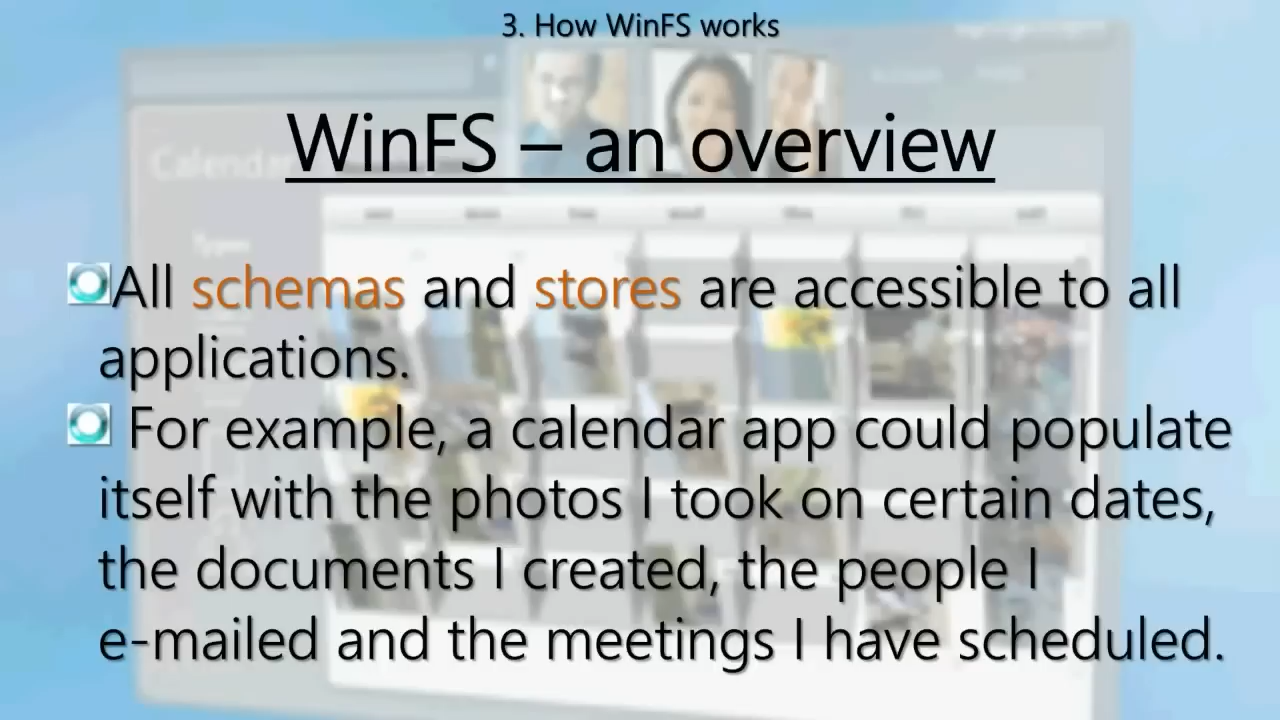 3. How WinFS works
WinFS – an overview
All schemas and stores are accessible to all
applications.
For example, a calendar app could populate
itself with the photos I took on certain dates,
the documents I created, the people I
e-mailed and the meetings I have scheduled.